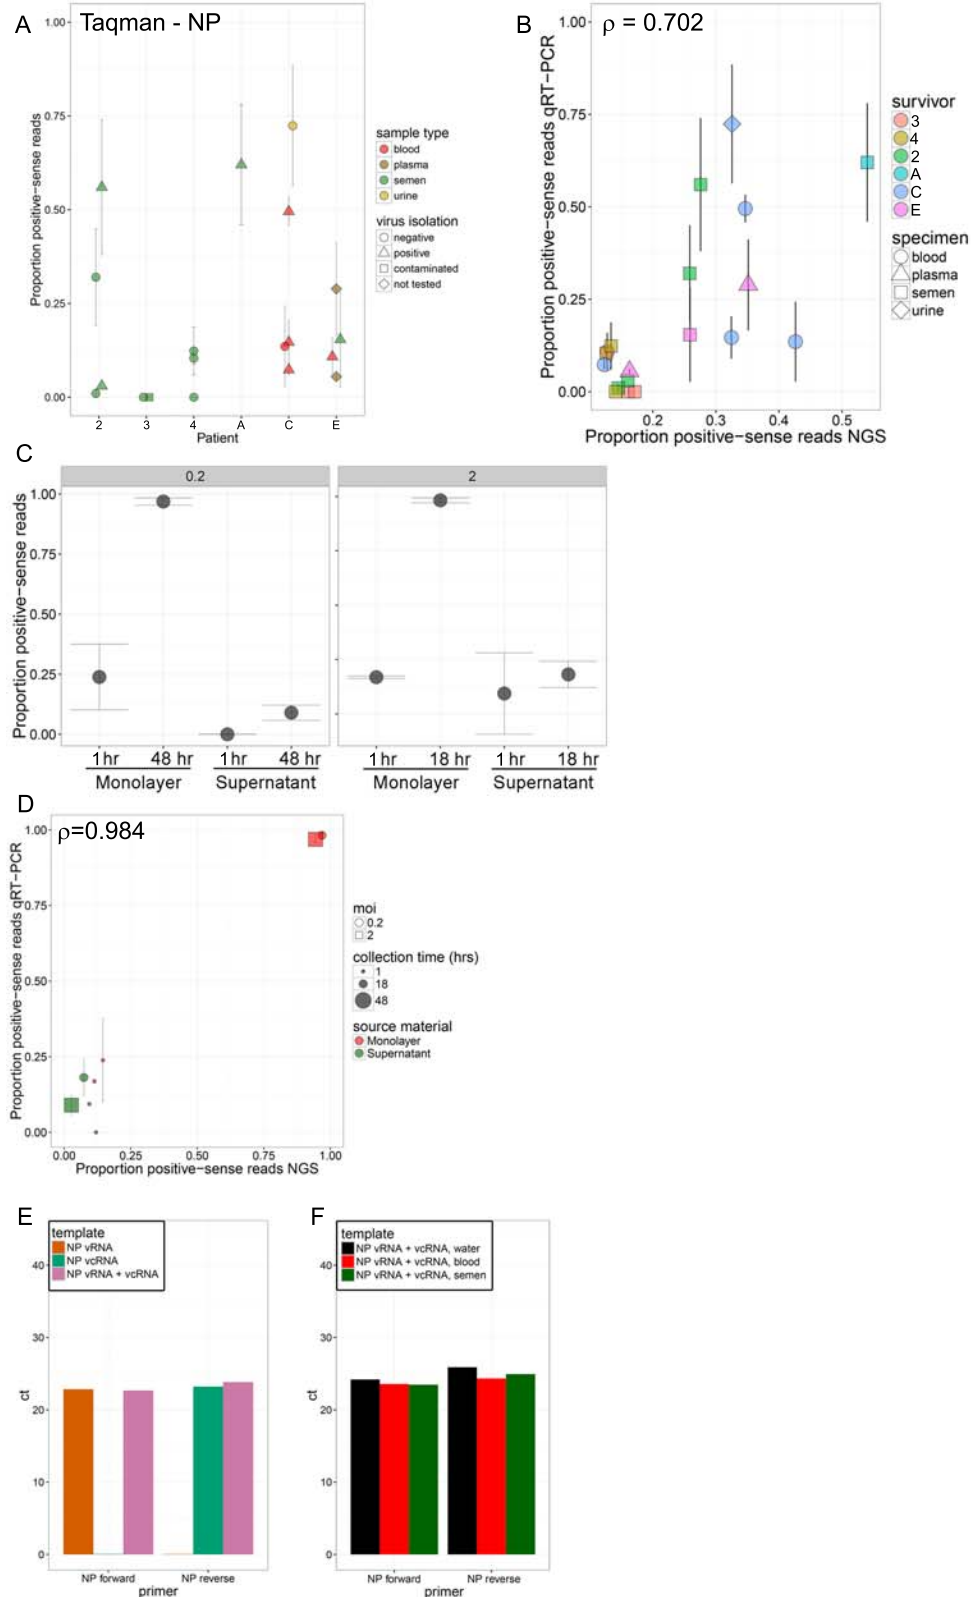 A
Taqman - NP
Proportion positive-sense reads
1.00
0.75
0.50
0.25
0.00
2 3 4 A C E
Patient
sample type
blood
plasma
semen
urine
virus isolation
negative
positive
contaminated
not tested
B
ρ = 0.702
Proportion positive-sense reads qRT-PCR
1.00
0.75
0.50
0.25
0.00
0.2 0.3 0.4 0.5
Proportion positive-sense reads NGS
survivor
3
4
2
A
C
E
specimen
blood
plasma
semen
urine
C
0.2 2
Proportion positive-sense reads
1.00
0.75
0.50
0.25
0.00
1hr 48 hr 1hr 48 hr
Monolayer Supernatant
1hr 18 hr 1hr 18 hr
Monolayer Supernatant
D
ρ=0.984
Proportion positive-sense reads qRT-PCR
1.00
0.75
0.50
0.25
0.00
0.00 0.25 0.50 0.75 1.00
Proportion positive-sense reads NGS
moi
0.2
2
collection time (hrs)
1
18
48
source material
Monolayer
Supernatant
E
template
NP vRNA
NP vcRNA
NP vRNA + vcRNA
ct
40
30
20
10
0
NP forward NP reverse
primer
F
template
NP vRNA + vcRNA, water
NP vRNA + vcRNA, blood
NP vRNA + vcRNA, semen
ct
40
30
20
10
0
NP forward NP reverse
primer